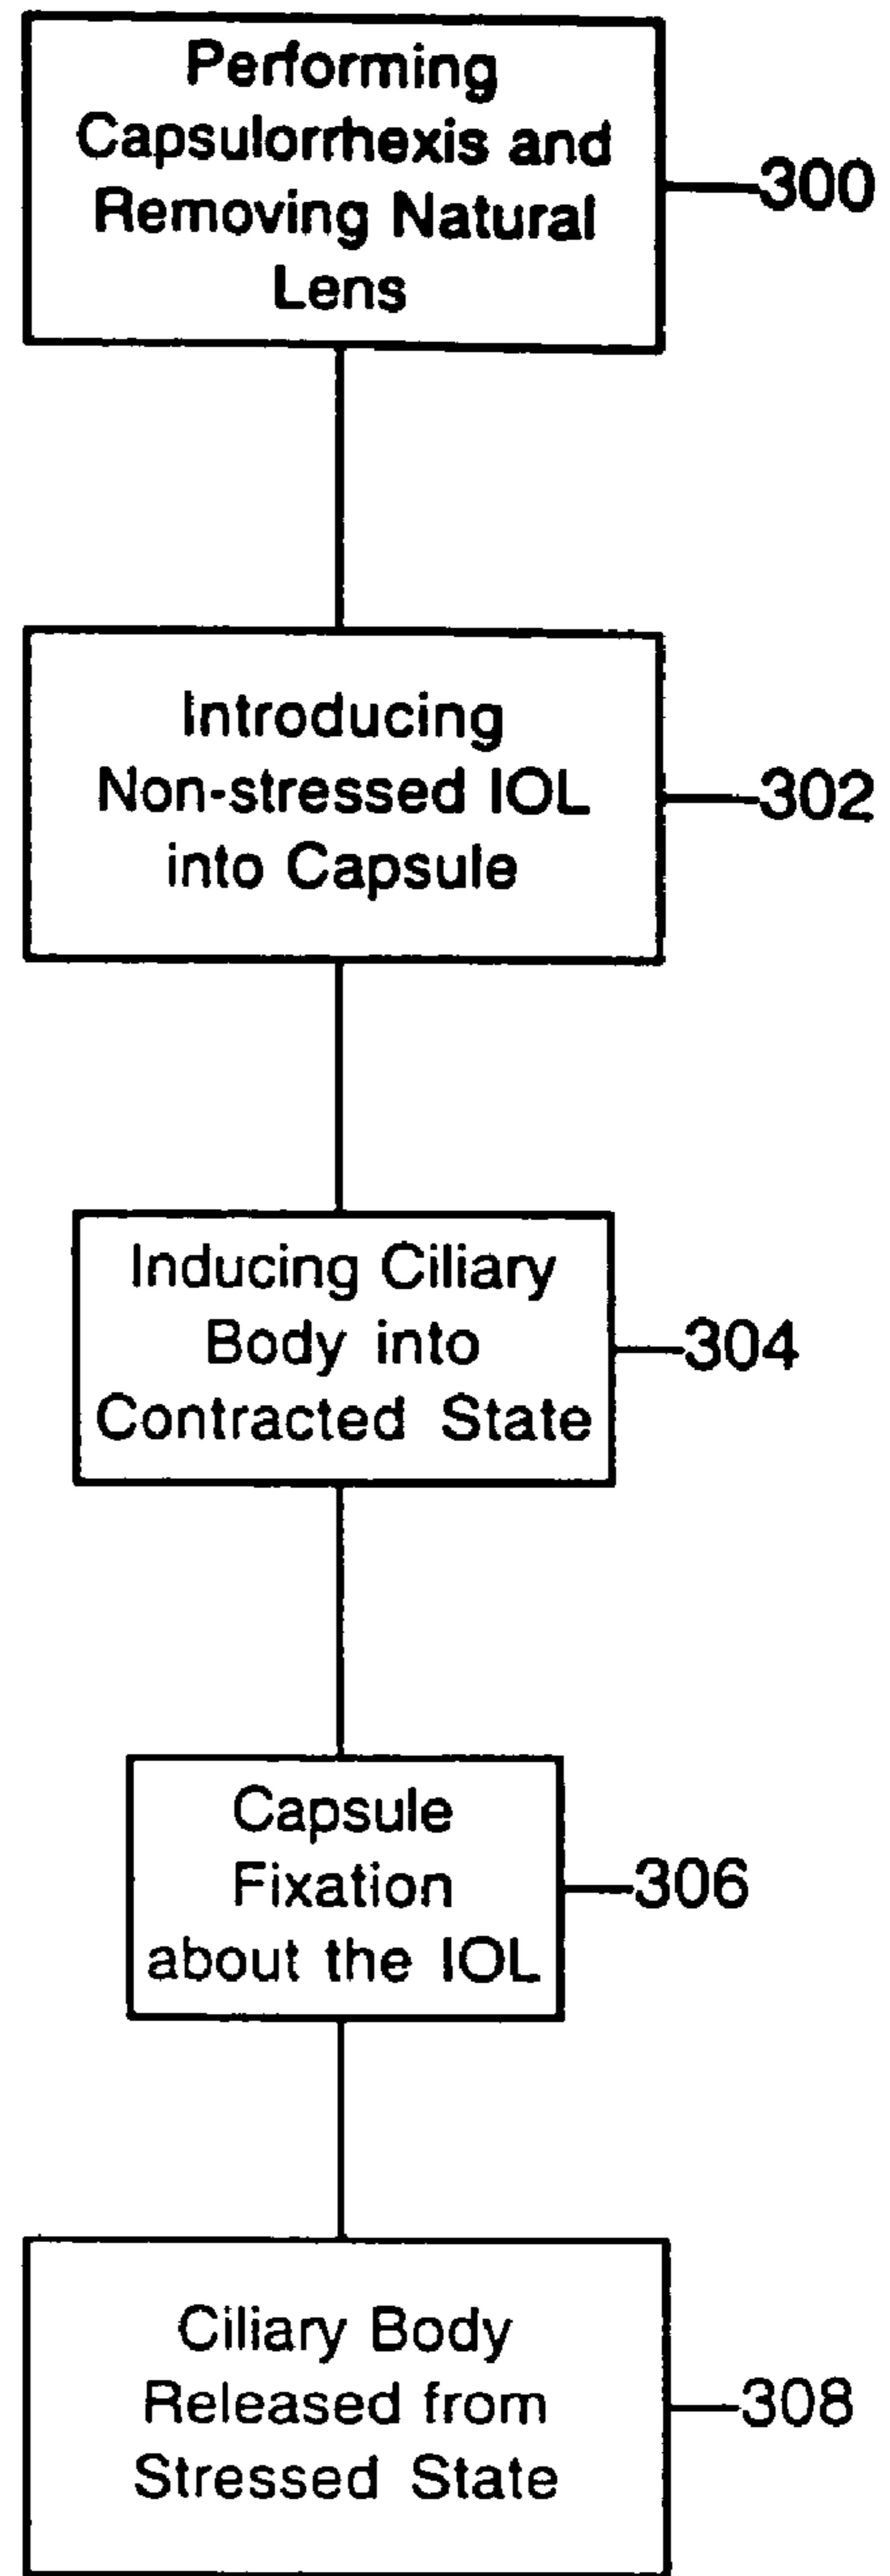 Performing
Capsulorrhexis and
Removing Natural
Lens
300
Introducing
Non-stressed IOL
into Capsule
302
Inducing Ciliary
Body into
Contracted State
304
Capsule
Fixation
about the IOL
306
Ciliary Body
Released from
Stressed State
308